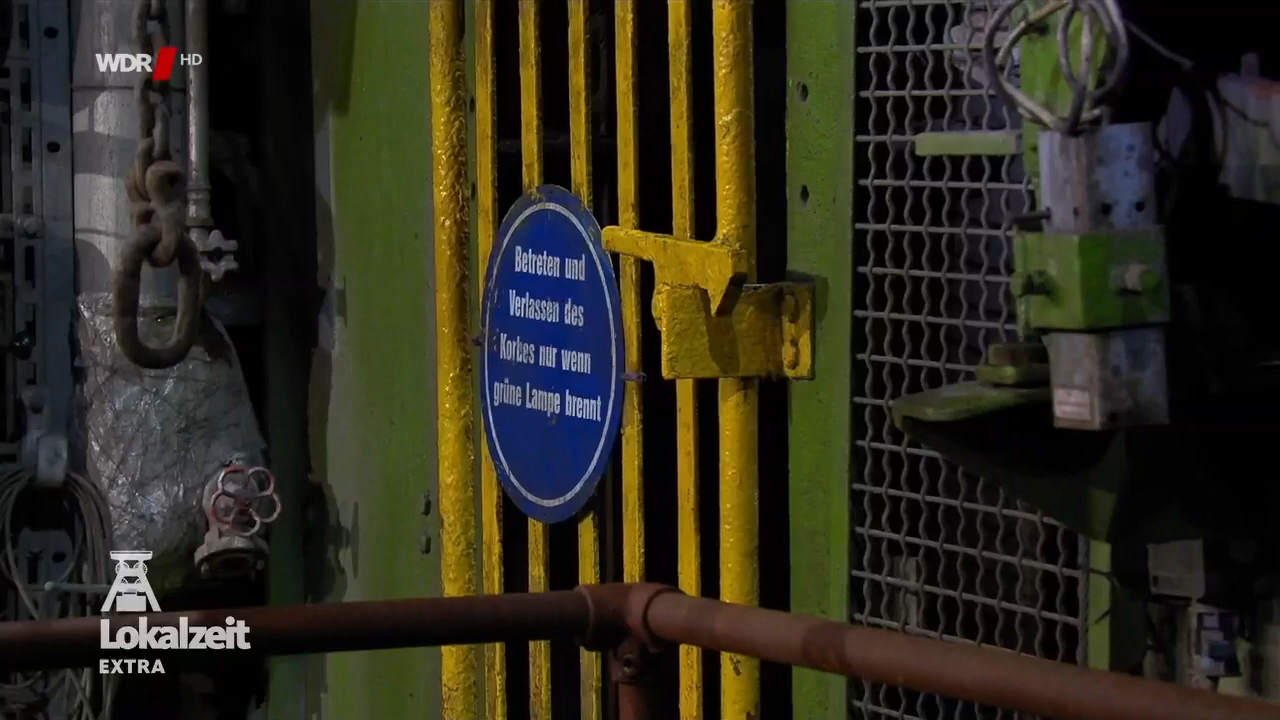 WDR HD
Betreten und
Verlassen des
Korbes nur wenn
grüne Lampe brennt
Lokalzeit
EXTRA